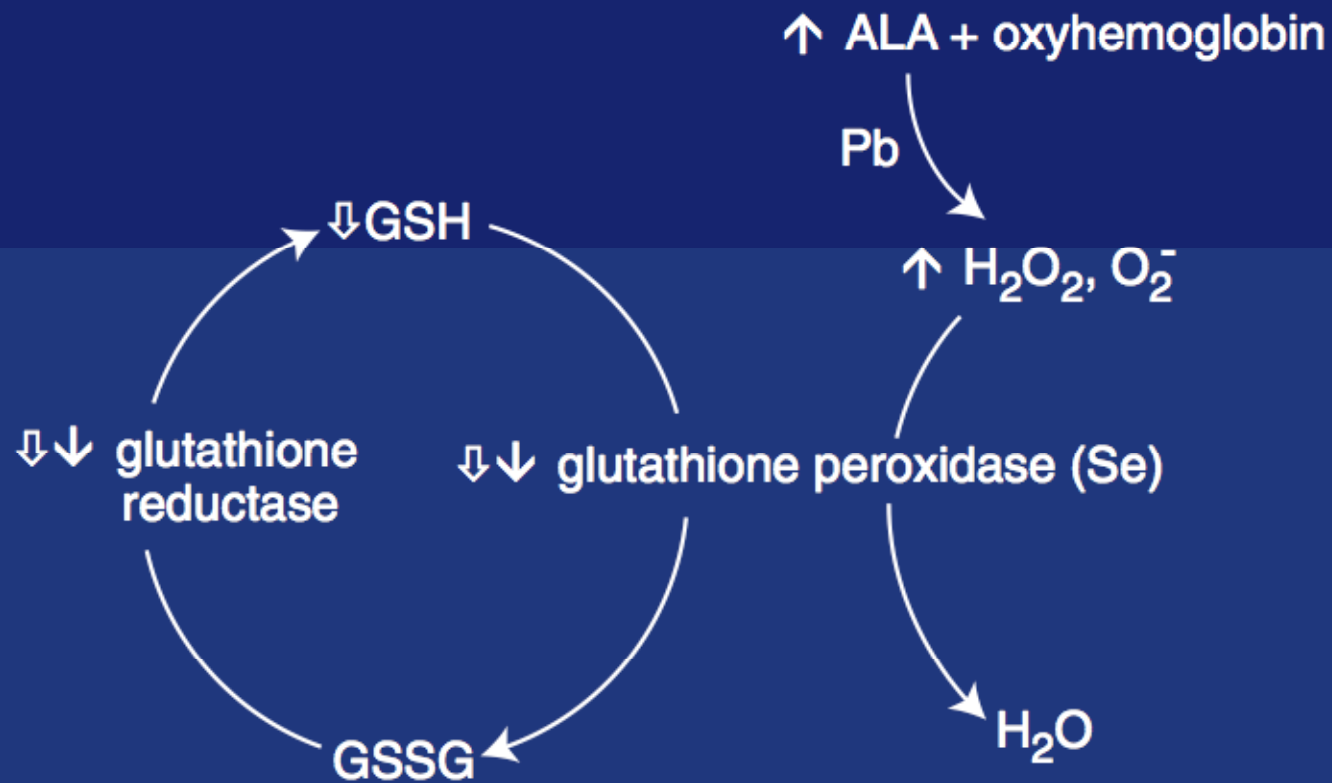 ↑ ALA + oxyhemoglobin
Pb
⇩GSH
↑ H₂O₂, O₂⁻
⇩↓ glutathione
reductase
⇩↓ glutathione peroxidase (Se)
H₂O
GSSG